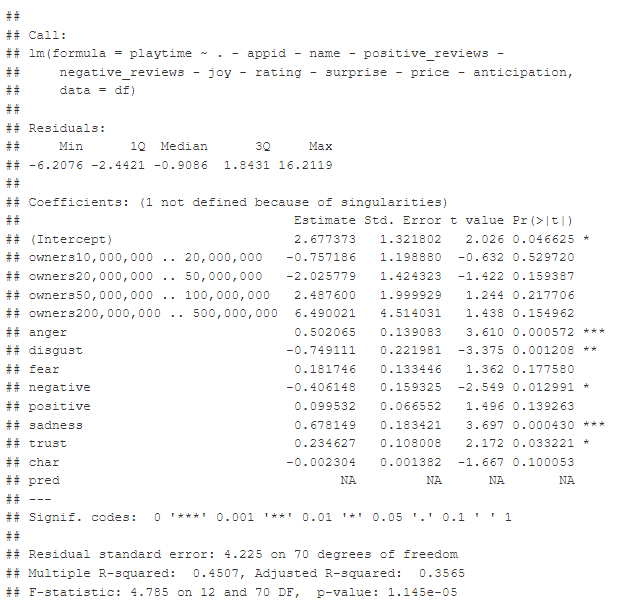 ##
## Call:
## lm(formula = playtime ~ . - appid - name - positive_reviews -
##     negative_reviews - joy - rating - surprise - price - anticipation,
##     data = df)
##
## Residuals:
##     Min      1Q  Median      3Q     Max
## -6.2076 -2.4421 -0.9086  1.8431 16.2119
##
## Coefficients: (1 not defined because of singularities)
##                                    Estimate Std. Error t value Pr(>|t|)
## (Intercept)                        2.677373   1.321802   2.026 0.046625 *
## owners10,000,000 .. 20,000,000    -0.757186   1.198880  -0.632 0.529720
## owners20,000,000 .. 50,000,000    -2.025779   1.424323  -1.422 0.159387
## owners50,000,000 .. 100,000,000    2.487600   1.999929   1.244 0.217706
## owners200,000,000 .. 500,000,000   6.490021   4.514031   1.438 0.154962
## anger                              0.502065   0.139083   3.610 0.000572 ***
## disgust                           -0.749111   0.221981  -3.375 0.001208 **
## fear                               0.181746   0.133446   1.362 0.177580
## negative                          -0.406148   0.159325  -2.549 0.012991 *
## positive                           0.099532   0.066552   1.496 0.139263
## sadness                            0.678149   0.183421   3.697 0.000430 ***
## trust                              0.234627   0.108008   2.172 0.033221 *
## char                              -0.002304   0.001382  -1.667 0.100053
## pred                                     NA         NA      NA       NA
## ---
## Signif. codes:  0 '***' 0.001 '**' 0.01 '*' 0.05 '.' 0.1 ' ' 1
##
## Residual standard error: 4.225 on 70 degrees of freedom
## Multiple R-squared:  0.4507, Adjusted R-squared:  0.3565
## F-statistic: 4.785 on 12 and 70 DF,  p-value: 1.145e-05